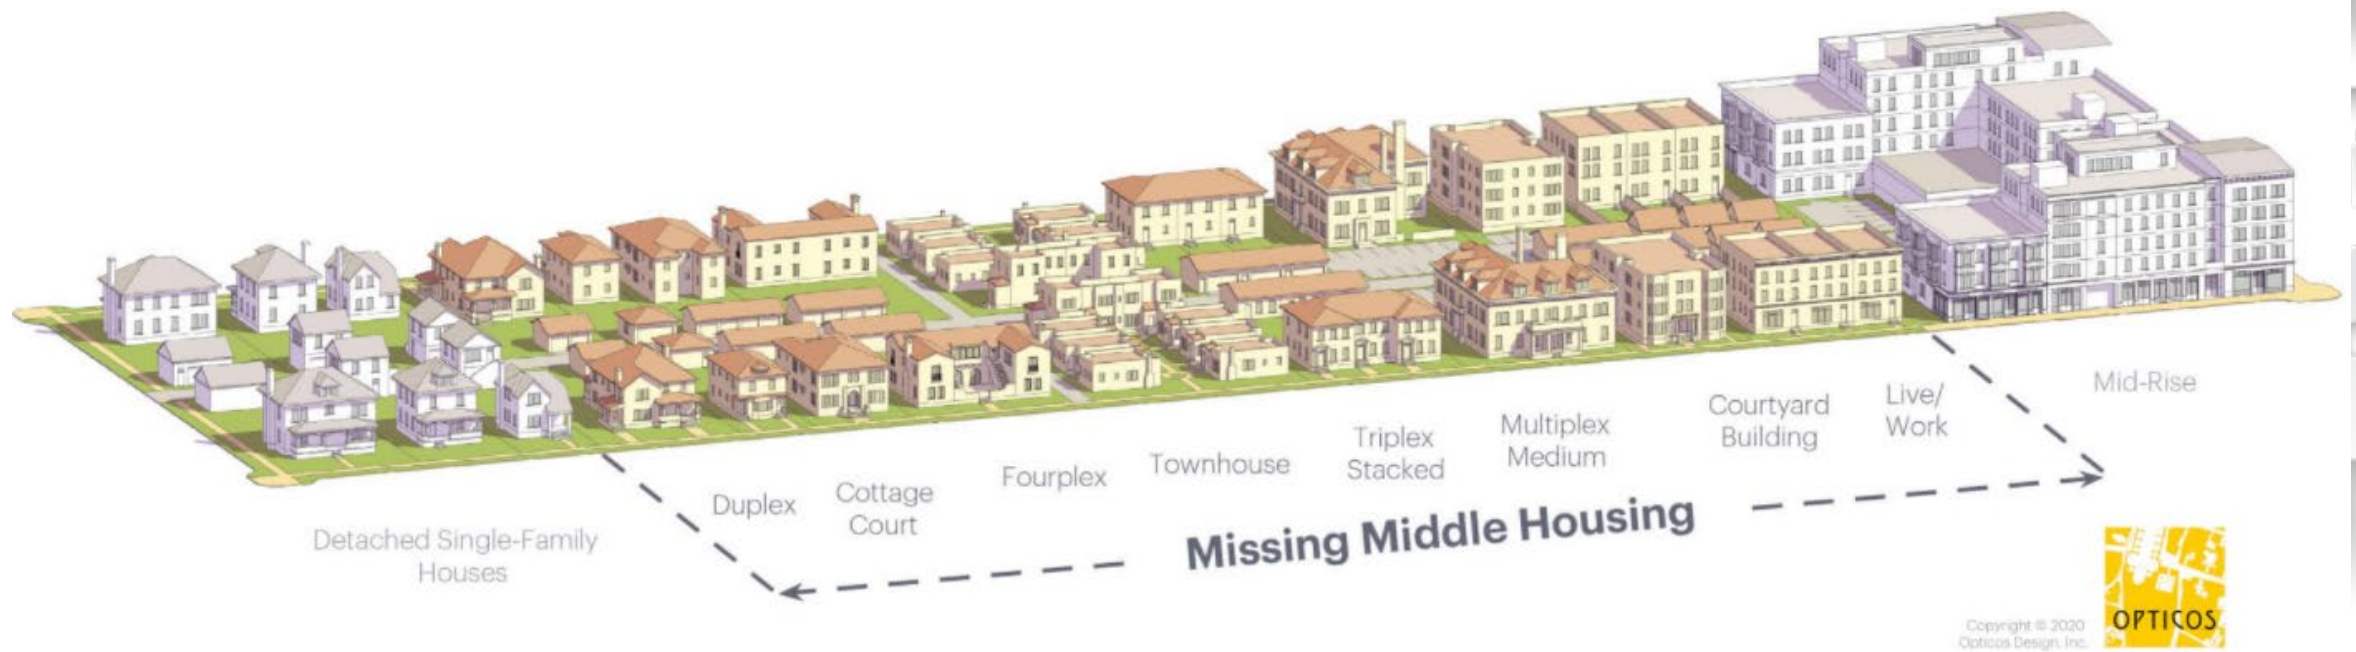 Detached Single-Family
Houses
Duplex
Cottage
Court
Fourplex
Townhouse
Triplex
Stacked
Multiplex
Medium
Courtyard
Building
Live/
Work
Mid-Rise
Missing Middle Housing
Copyright © 2020
Opticos Design, Inc.
OPTICOS